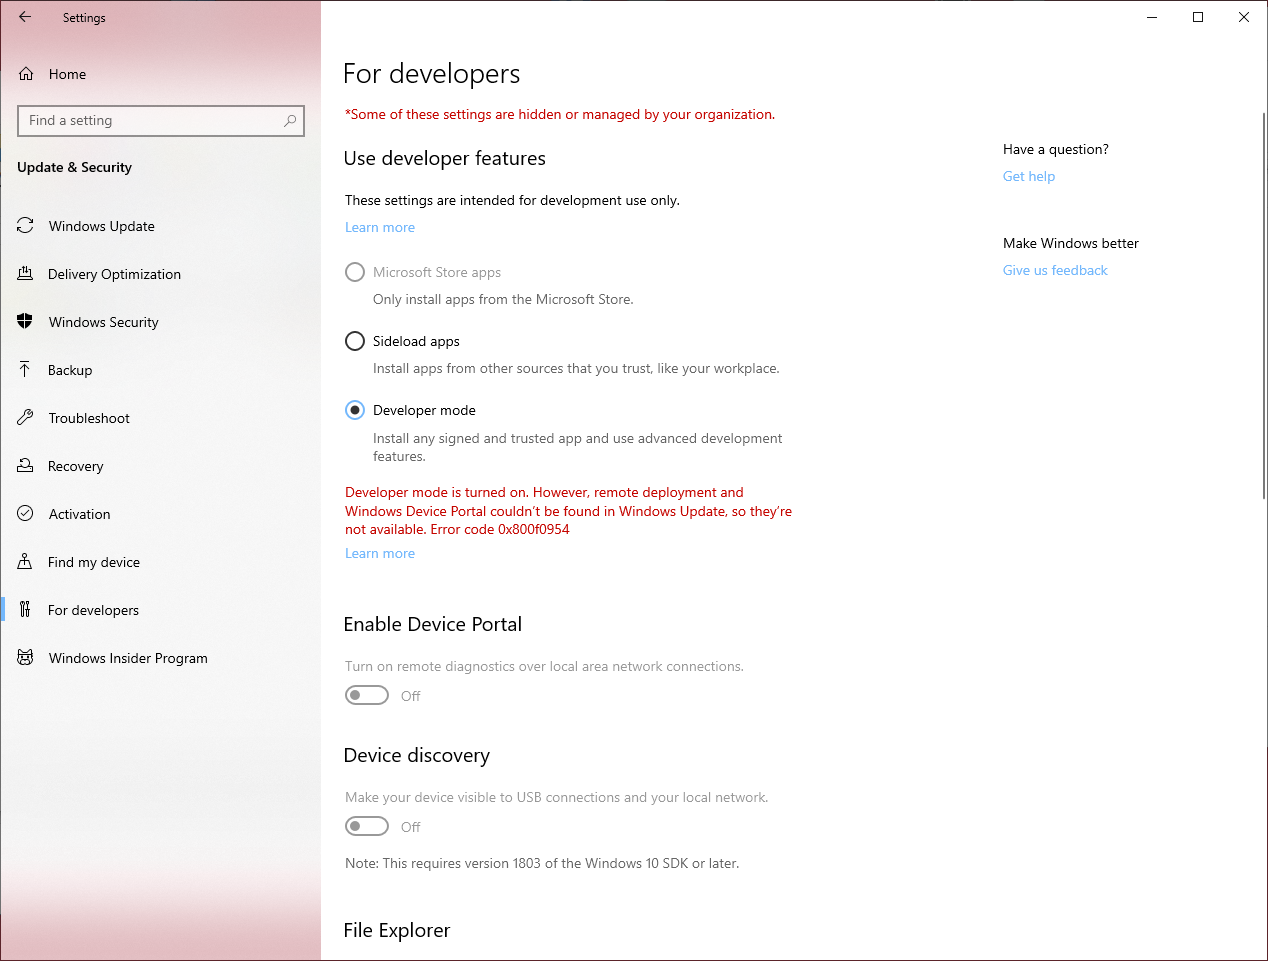 Settings
Home
Find a setting
Update & Security
Windows Update
Delivery Optimization
Windows Security
Backup
Troubleshoot
Recovery
Activation
Find my device
For developers
Windows Insider Program
For developers
*Some of these settings are hidden or managed by your organization.
Use developer features
These settings are intended for development use only.
Learn more
Microsoft Store apps
Only install apps from the Microsoft Store.
Sideload apps
Install apps from other sources that you trust, like your workplace.
Developer mode
Install any signed and trusted app and use advanced development
features.
Developer mode is turned on. However, remote deployment and
Windows Device Portal couldn’t be found in Windows Update, so they’re
not available. Error code 0x800f0954
Learn more
Enable Device Portal
Turn on remote diagnostics over local area network connections.
Off
Device discovery
Make your device visible to USB connections and your local network.
Off
Note: This requires version 1803 of the Windows 10 SDK or later.
File Explorer
Have a question?
Get help
Make Windows better
Give us feedback